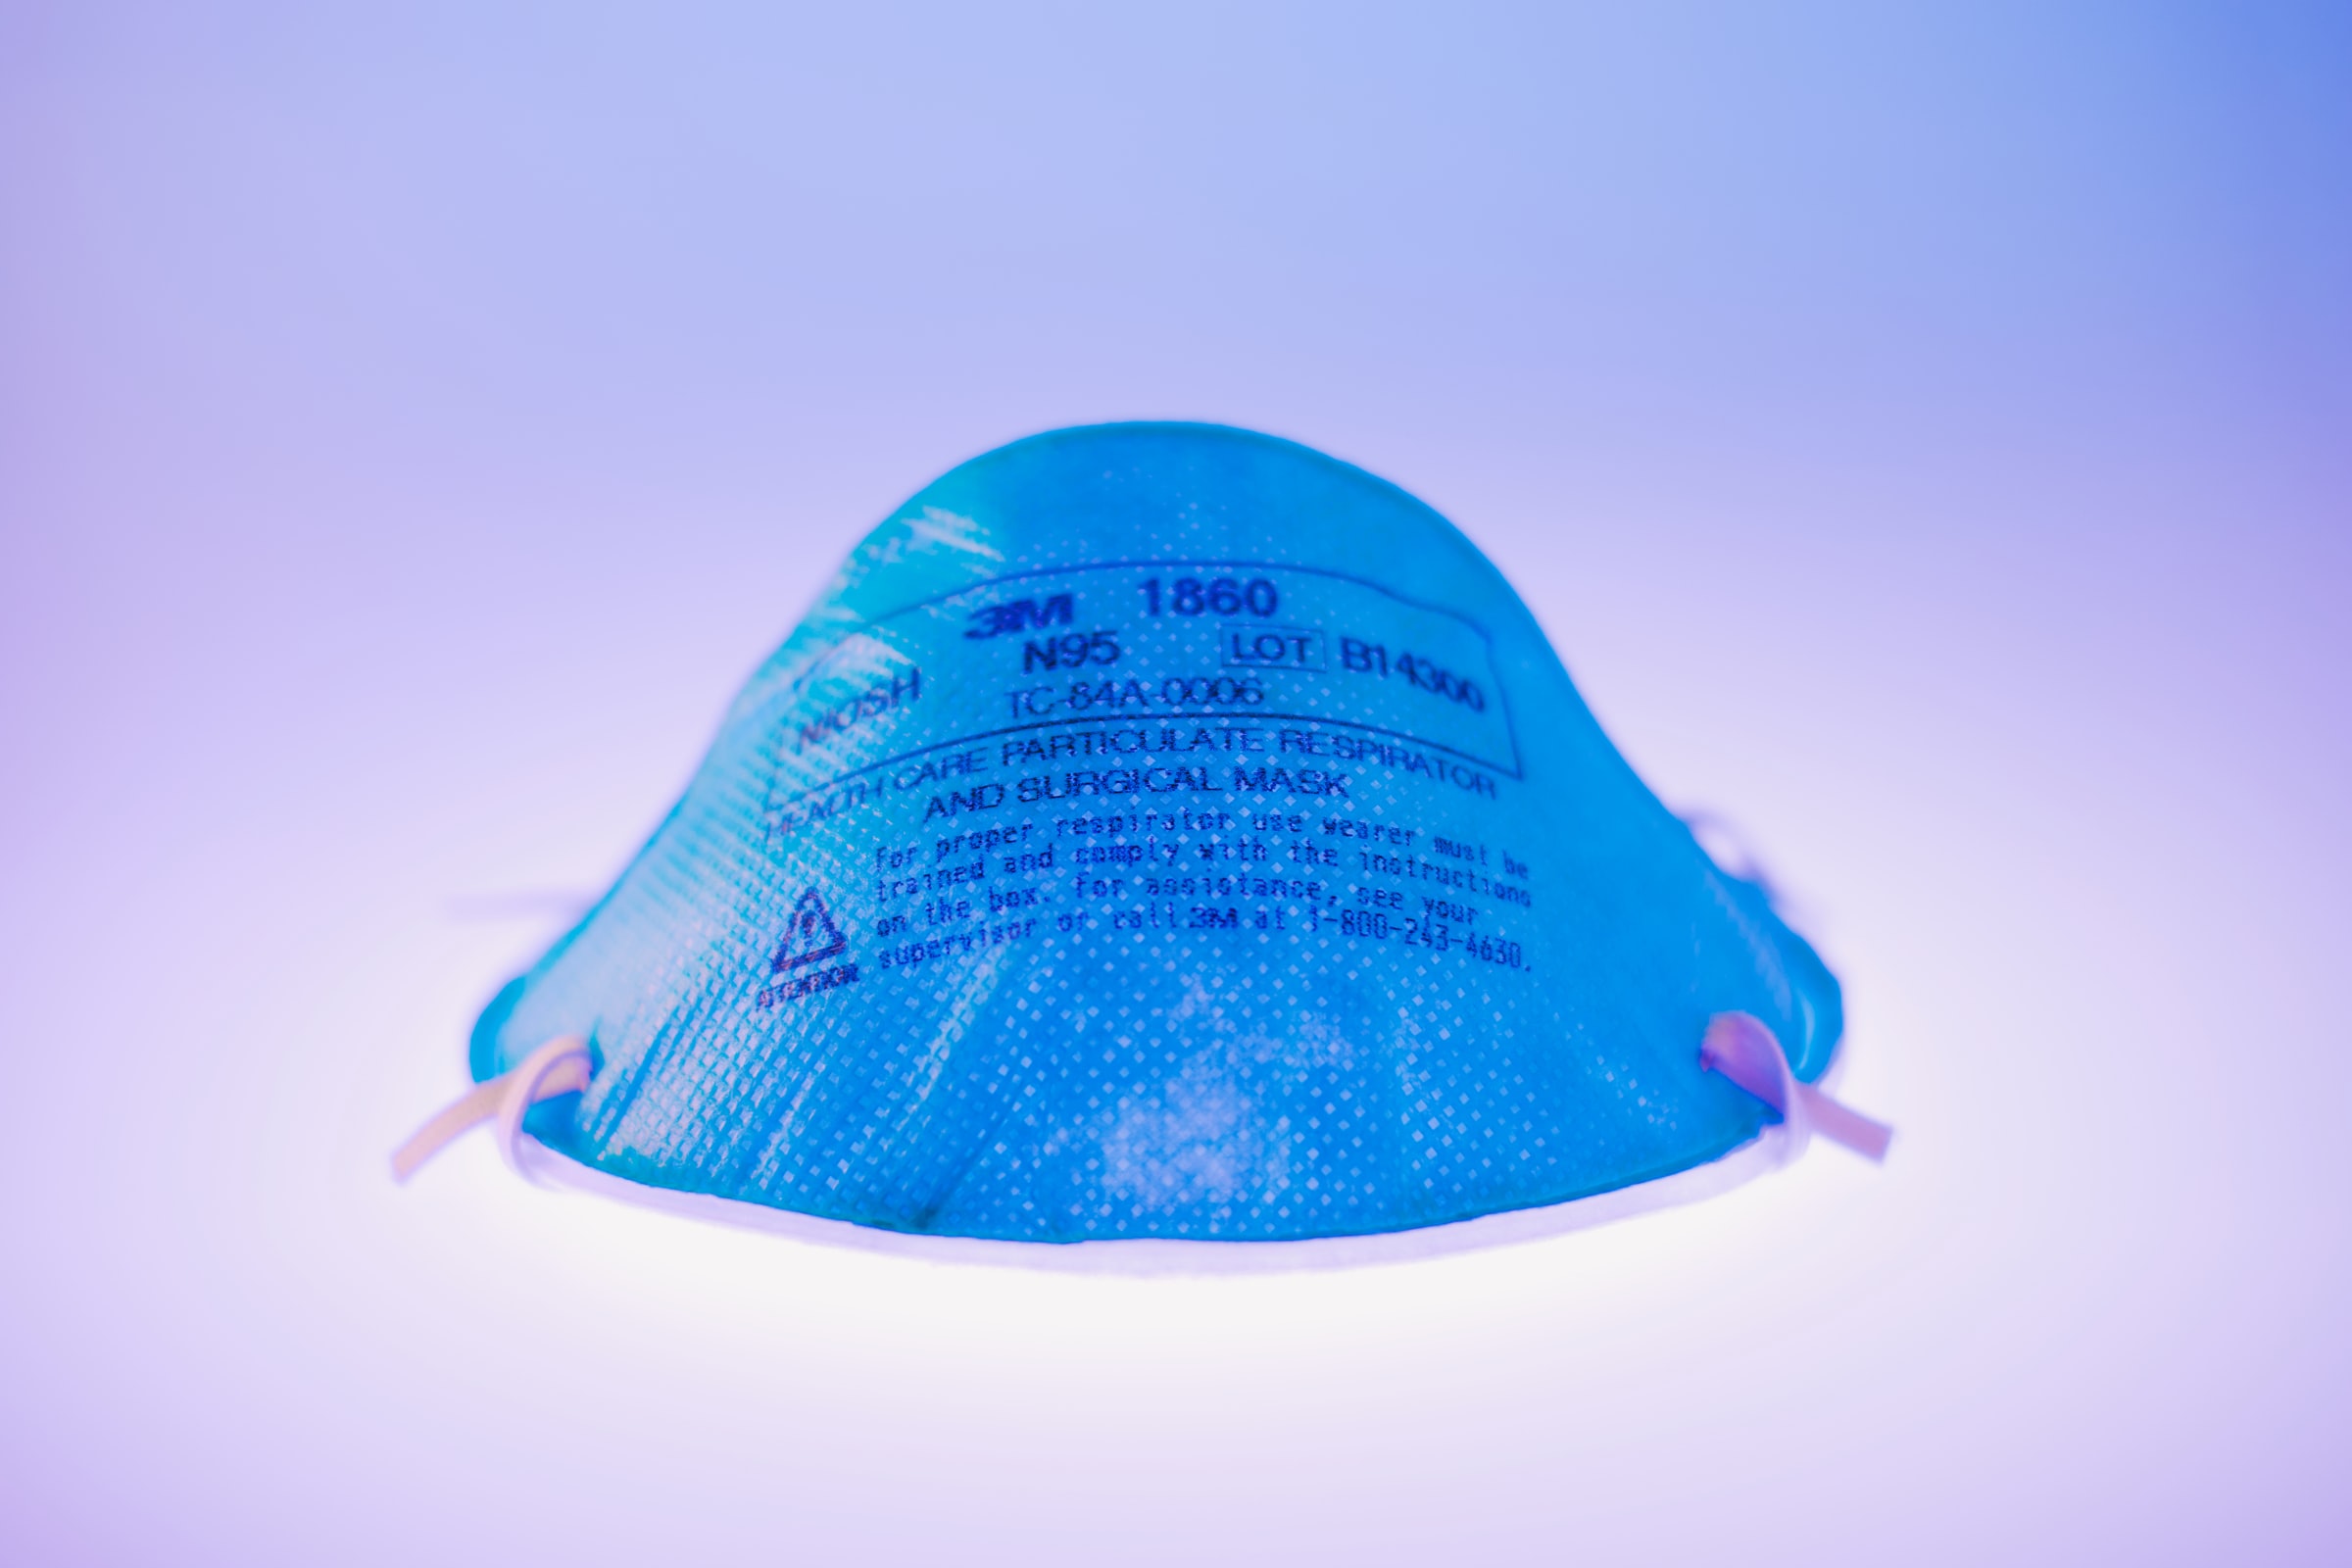 3M 1860
N95 LOT B14300
NIOSH TC-84A-0006
HEALTH CARE PARTICULATE RESPIRATOR
AND SURGICAL MASK
For proper respirator use wearer must be
trained and comply with the instructions
on the box. For assistance, see your
supervisor or call 3M at 1-800-243-4630.
ATTENTION